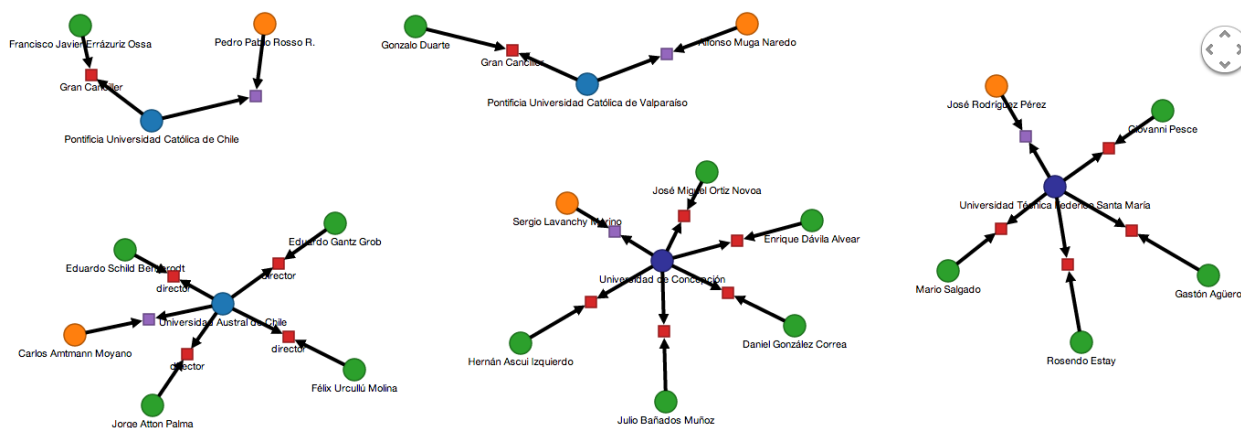 Francisco Javier Errázuriz Ossa
Pedro Pablo Rosso R.
Gran Canciller
Pontificia Universidad Católica de Chile
Gonzalo Duarte
Alfonso Muga Naredo
Gran Canciller
Pontificia Universidad Católica de Valparaíso
José Rodríguez Pérez
Giovanni Pesce
Universidad Técnica Federico Santa María
Mario Salgado
Gastón Agüero
Rosendo Estay
José Miguel Ortiz Novoa
Sergio Lavanchy Merino
Enrique Dávila Alvear
Universidad de Concepción
Daniel González Correa
Hernán Ascui Izquierdo
Julio Bañados Muñoz
Eduardo Gantz Grob
Eduardo Schild
director
director
Universidad Austral de Chile
director
Carlos Amtmann Moyano
director
Félix Urcullú Molina
Jorge Atton Palma